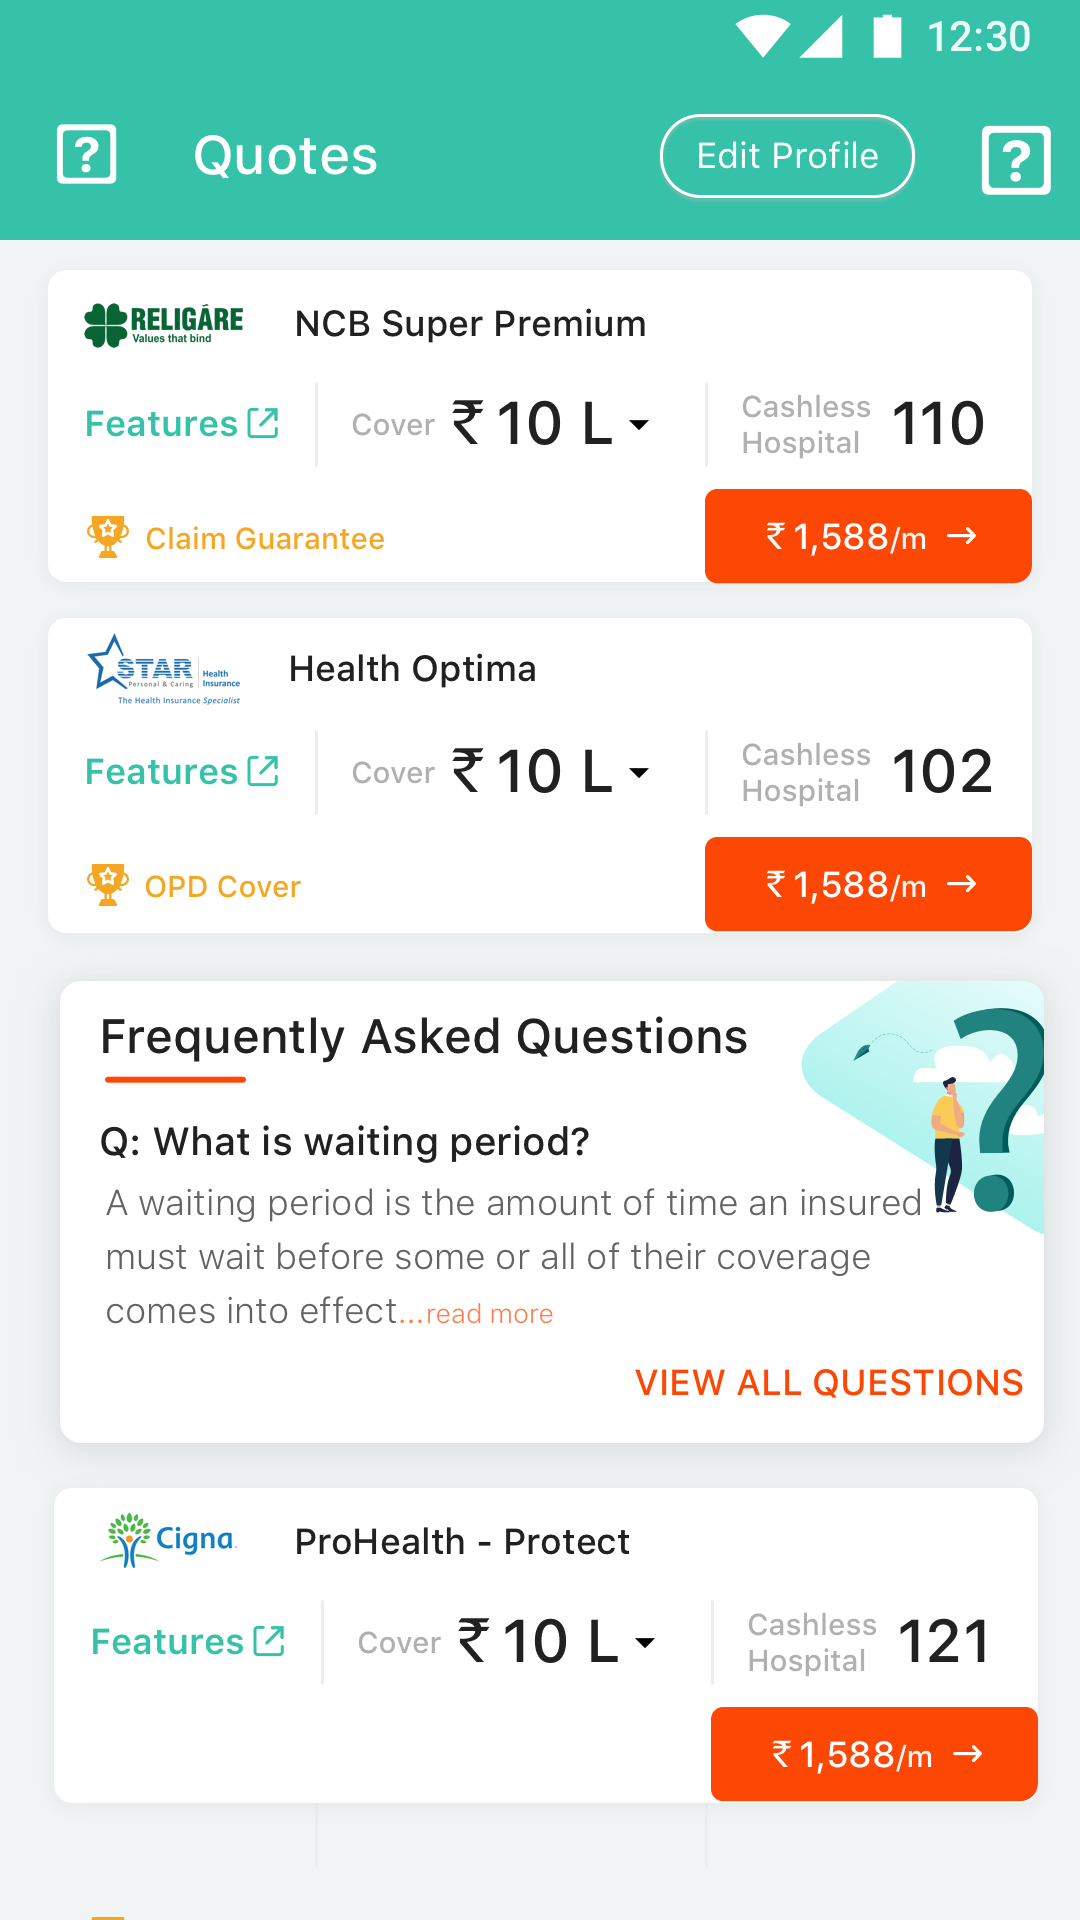 12:30
? Quotes Edit Profile ?
RELIGÁRE
Values that bind
NCB Super Premium
Features Cover ₹ 10 L Cashless Hospital 110
Claim Guarantee ₹ 1,588/m →
STAR Health Insurance
Personal & Caring
The Health Insurance Specialist
Health Optima
Features Cover ₹ 10 L Cashless Hospital 102
OPD Cover ₹ 1,588/m →
Frequently Asked Questions
Q: What is waiting period?
A waiting period is the amount of time an insured
must wait before some or all of their coverage
comes into effect...read more
?
VIEW ALL QUESTIONS
Cigna.
ProHealth - Protect
Features Cover ₹ 10 L Cashless Hospital 121
₹ 1,588/m →